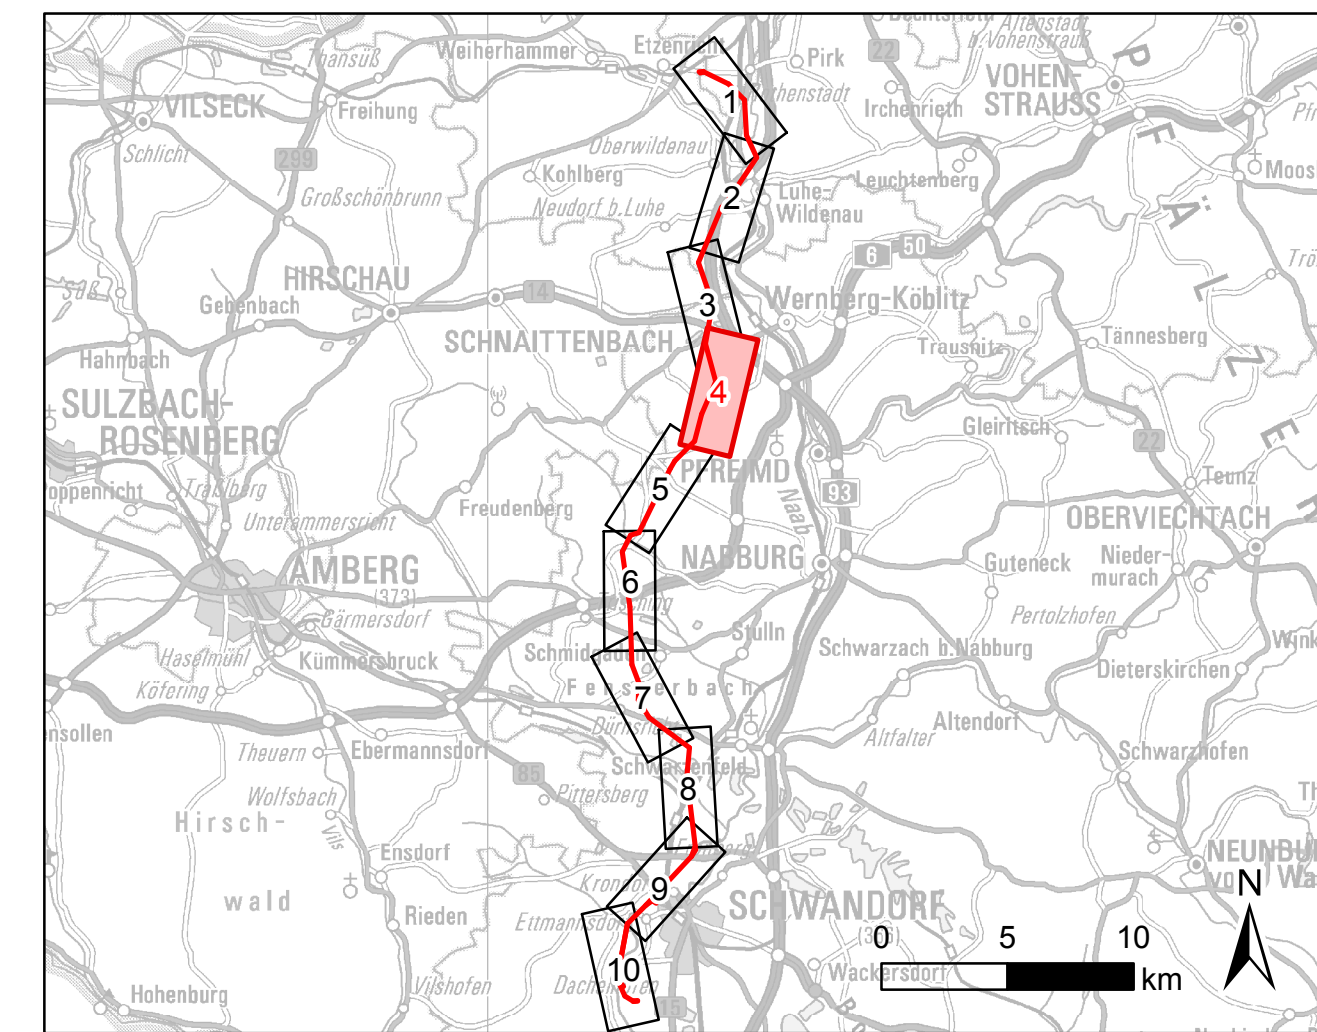 Etzenricht
Weiherhammer
Pirk
Thansüß
Altenstadt
b.Vohenstrauß
22
VOHEN-
STRAUSS
Irchenrieth
VILSECK
Freihung
1
Schlicht
299
Oberwildenau
Kohlberg
Leuchtenberg
Großschönbrunn
Neudorf b.Luhe
2
Luhe-
Wildenau
6
50
HIRSCHAU
Gebenbach
14
3
Wernberg-Köblitz
SCHNAITTENBACH
Tännesberg
Trausnitz
Hahnbach
4
SULZBACH-
ROSENBERG
Gleiritsch
22
PFREIMD
Teunz
5
93
Naab
Freudenberg
Unterammersricht
OBERVIECHTACH
AMBERG
(373)
NABBURG
Guteneck
Nieder-
murach
6
Gärmersdorf
Pertolzhofen
Stulln
Haselmühl
Kümmersbruck
Schwarzach b.Nabburg
Dieterskirchen
Köfering
7
Altendorf
Altfalter
Theuern
Ebermannsdorf
Schwarzhofen
85
Schwarzenfeld
Wolfsbach
Pittersberg
8
Hirsch-
wald
Vils
Ensdorf
9
Rieden
Ettmannsdorf
SCHWANDORF
N
0 5 10
km
10
Wackersdorf
Hohenburg
Vilshofen
15
P F Ä L Z E R